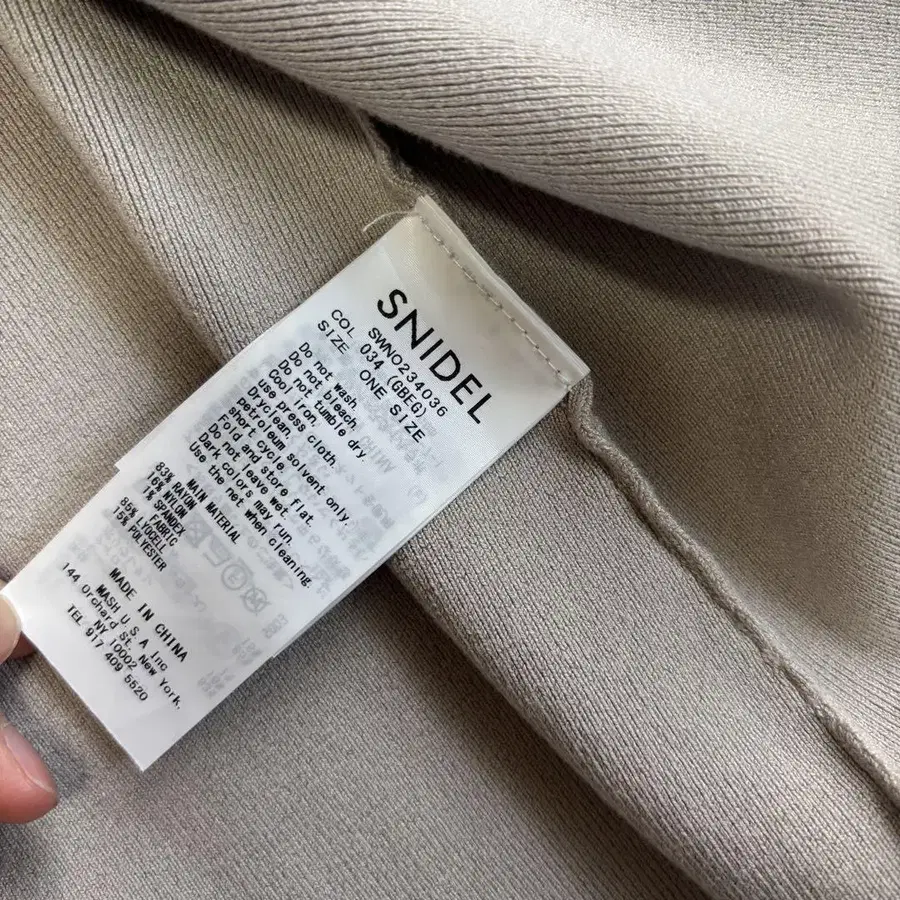 SNIDEL
SWNO234036
COL 034 (GBEG)
SIZE ONE SIZE
Do not wash.
Do not bleach.
Do not tumble dry.
Cool iron.
use press cloth.
Dryclean.
petroleum solvent only.
short cycle.
Fold and store flat.
Do not leave wet.
Dark colors may run.
Use the net when cleaning.
MAIN MATERIAL
83% RAYON
16% NYLON
1% SPANDEX
FABRIC
85% LYOCELL
15% POLYESTER
MADE IN CHINA
MASH U.S.A Inc
144 Orchard st. New York.
NY 10002
TEL 917 409 5520